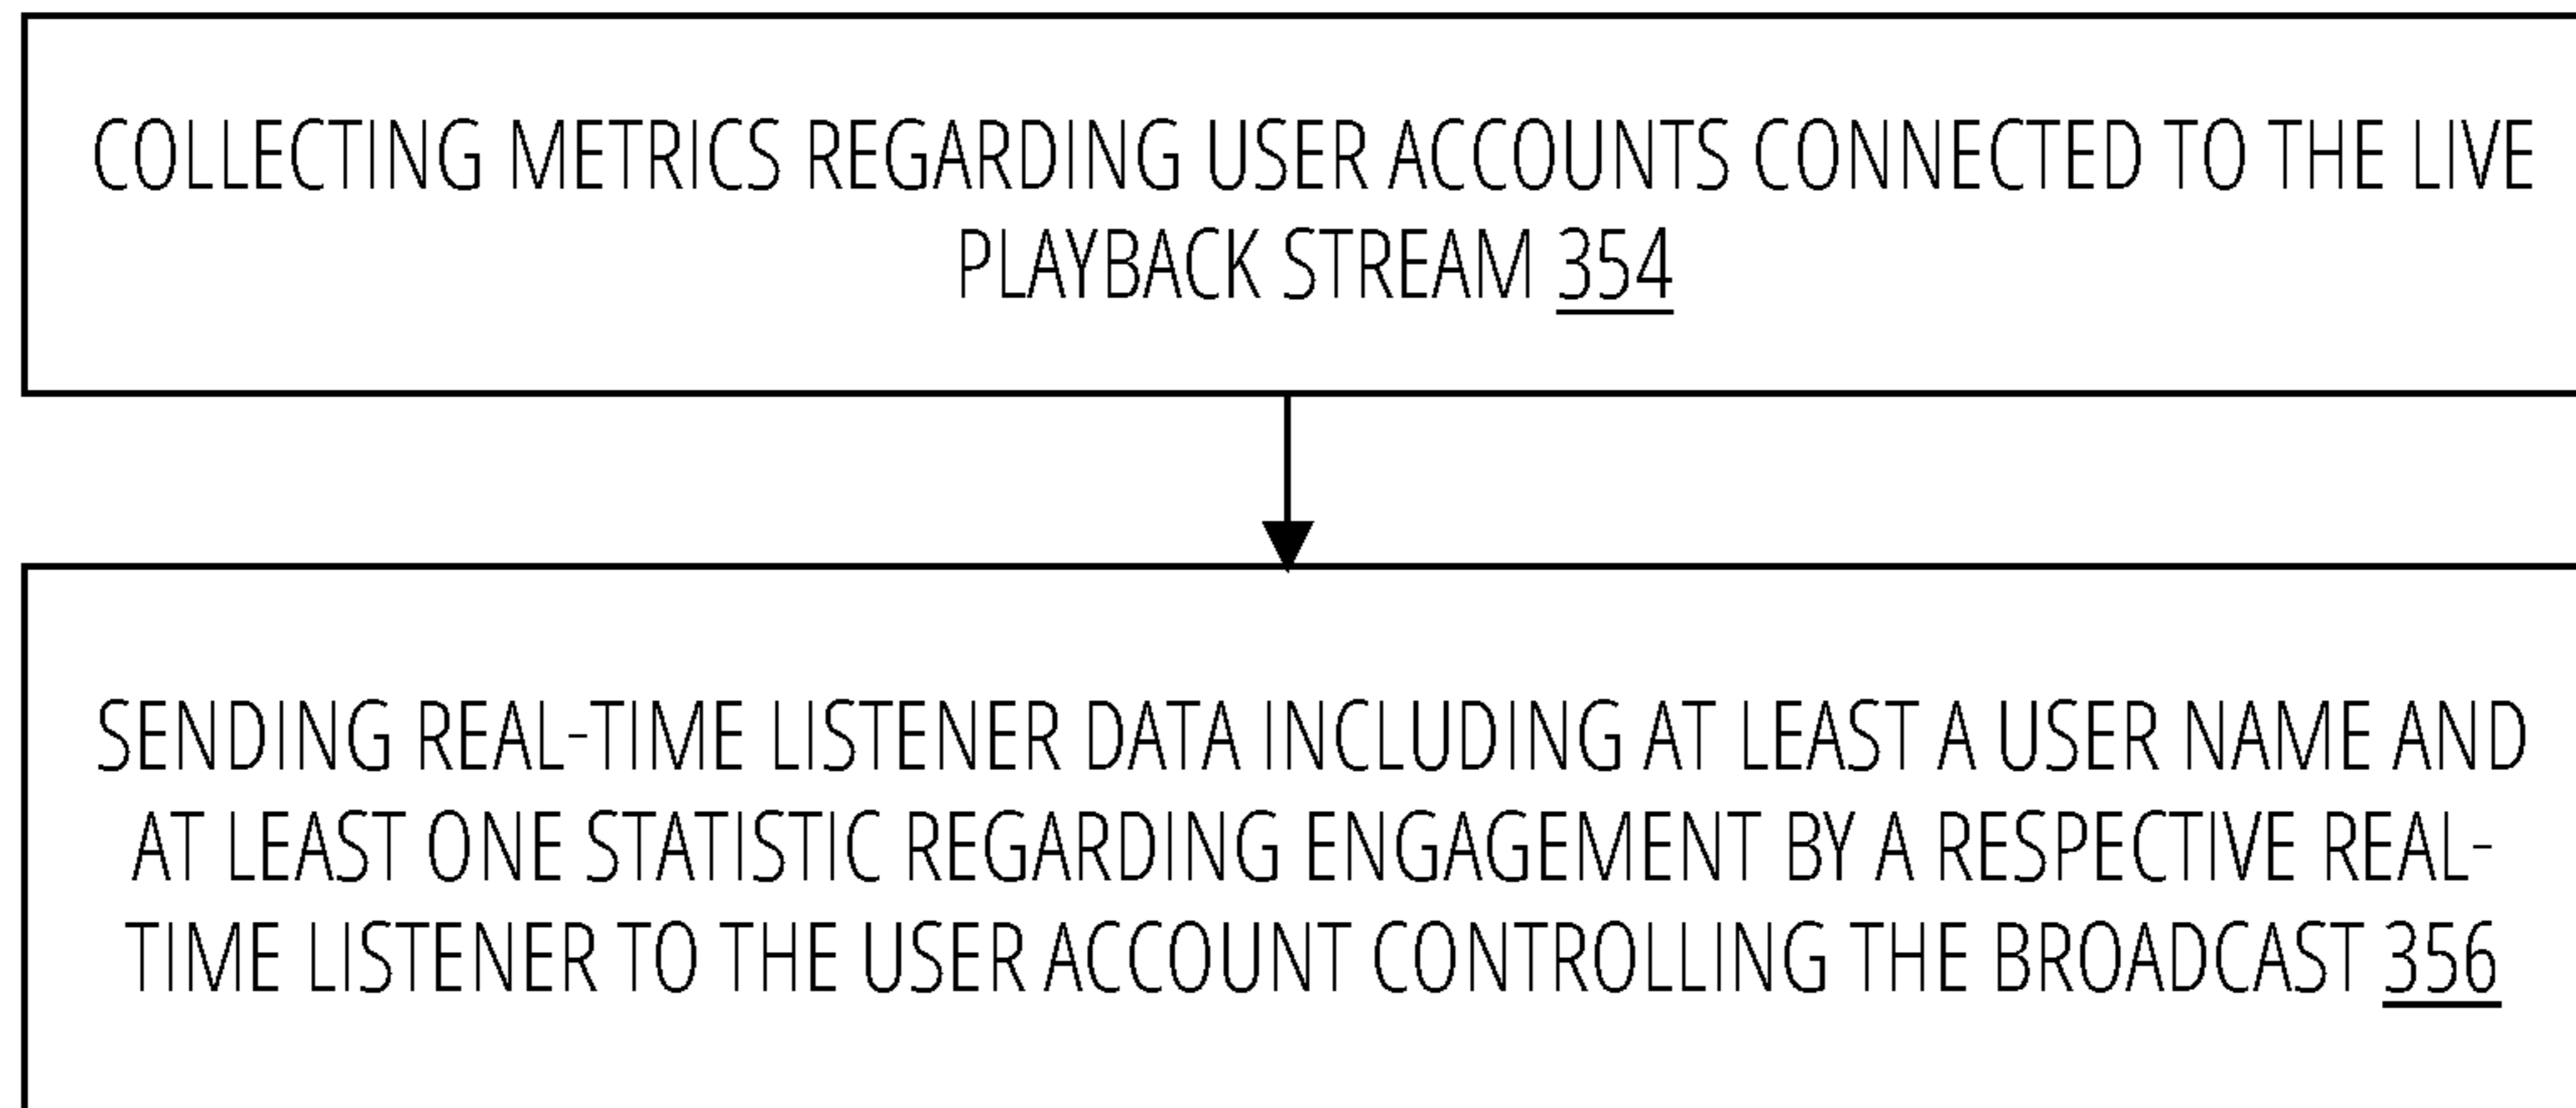 COLLECTING METRICS REGARDING USER ACCOUNTS CONNECTED TO THE LIVE
PLAYBACK STREAM 354
SENDING REAL-TIME LISTENER DATA INCLUDING AT LEAST A USER NAME AND
AT LEAST ONE STATISTIC REGARDING ENGAGEMENT BY A RESPECTIVE REAL-
TIME LISTENER TO THE USER ACCOUNT CONTROLLING THE BROADCAST 356